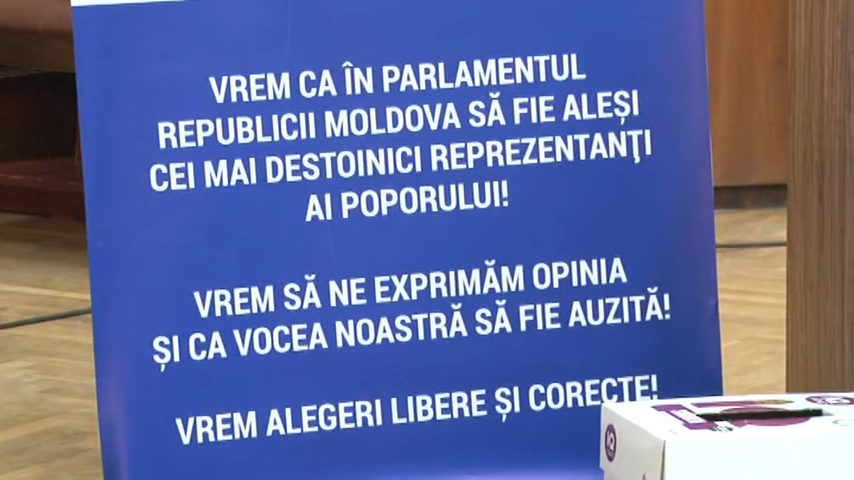 VREM CA ÎN PARLAMENTUL
REPUBLICII MOLDOVA SĂ FIE ALEȘI
CEI MAI DESTOINICI REPREZENTANȚI
AI POPORULUI!
VREM SĂ NE EXPRIMĂM OPINIA
ȘI CA VOCEA NOASTRĂ SĂ FIE AUZITĂ!
VREM ALEGERI LIBERE ȘI CORECTE!